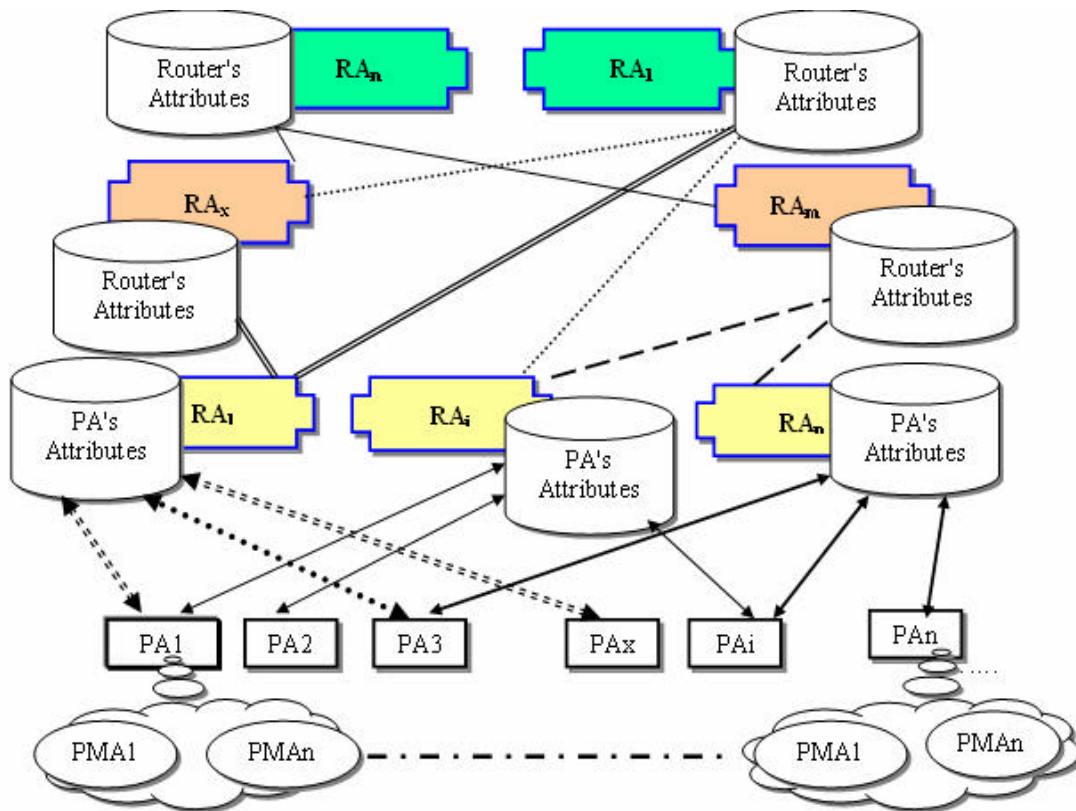 Router's
Attributes
RAn
RA1
Router's
Attributes
RAx
RAm
Router's
Attributes
Router's
Attributes
PA's
Attributes
RA1
RAi
RAn
PA's
Attributes
PA's
Attributes
PA1
PA2
PA3
PAx
PAi
PAn
.....
PMA1
PMAn
PMA1
PMAn